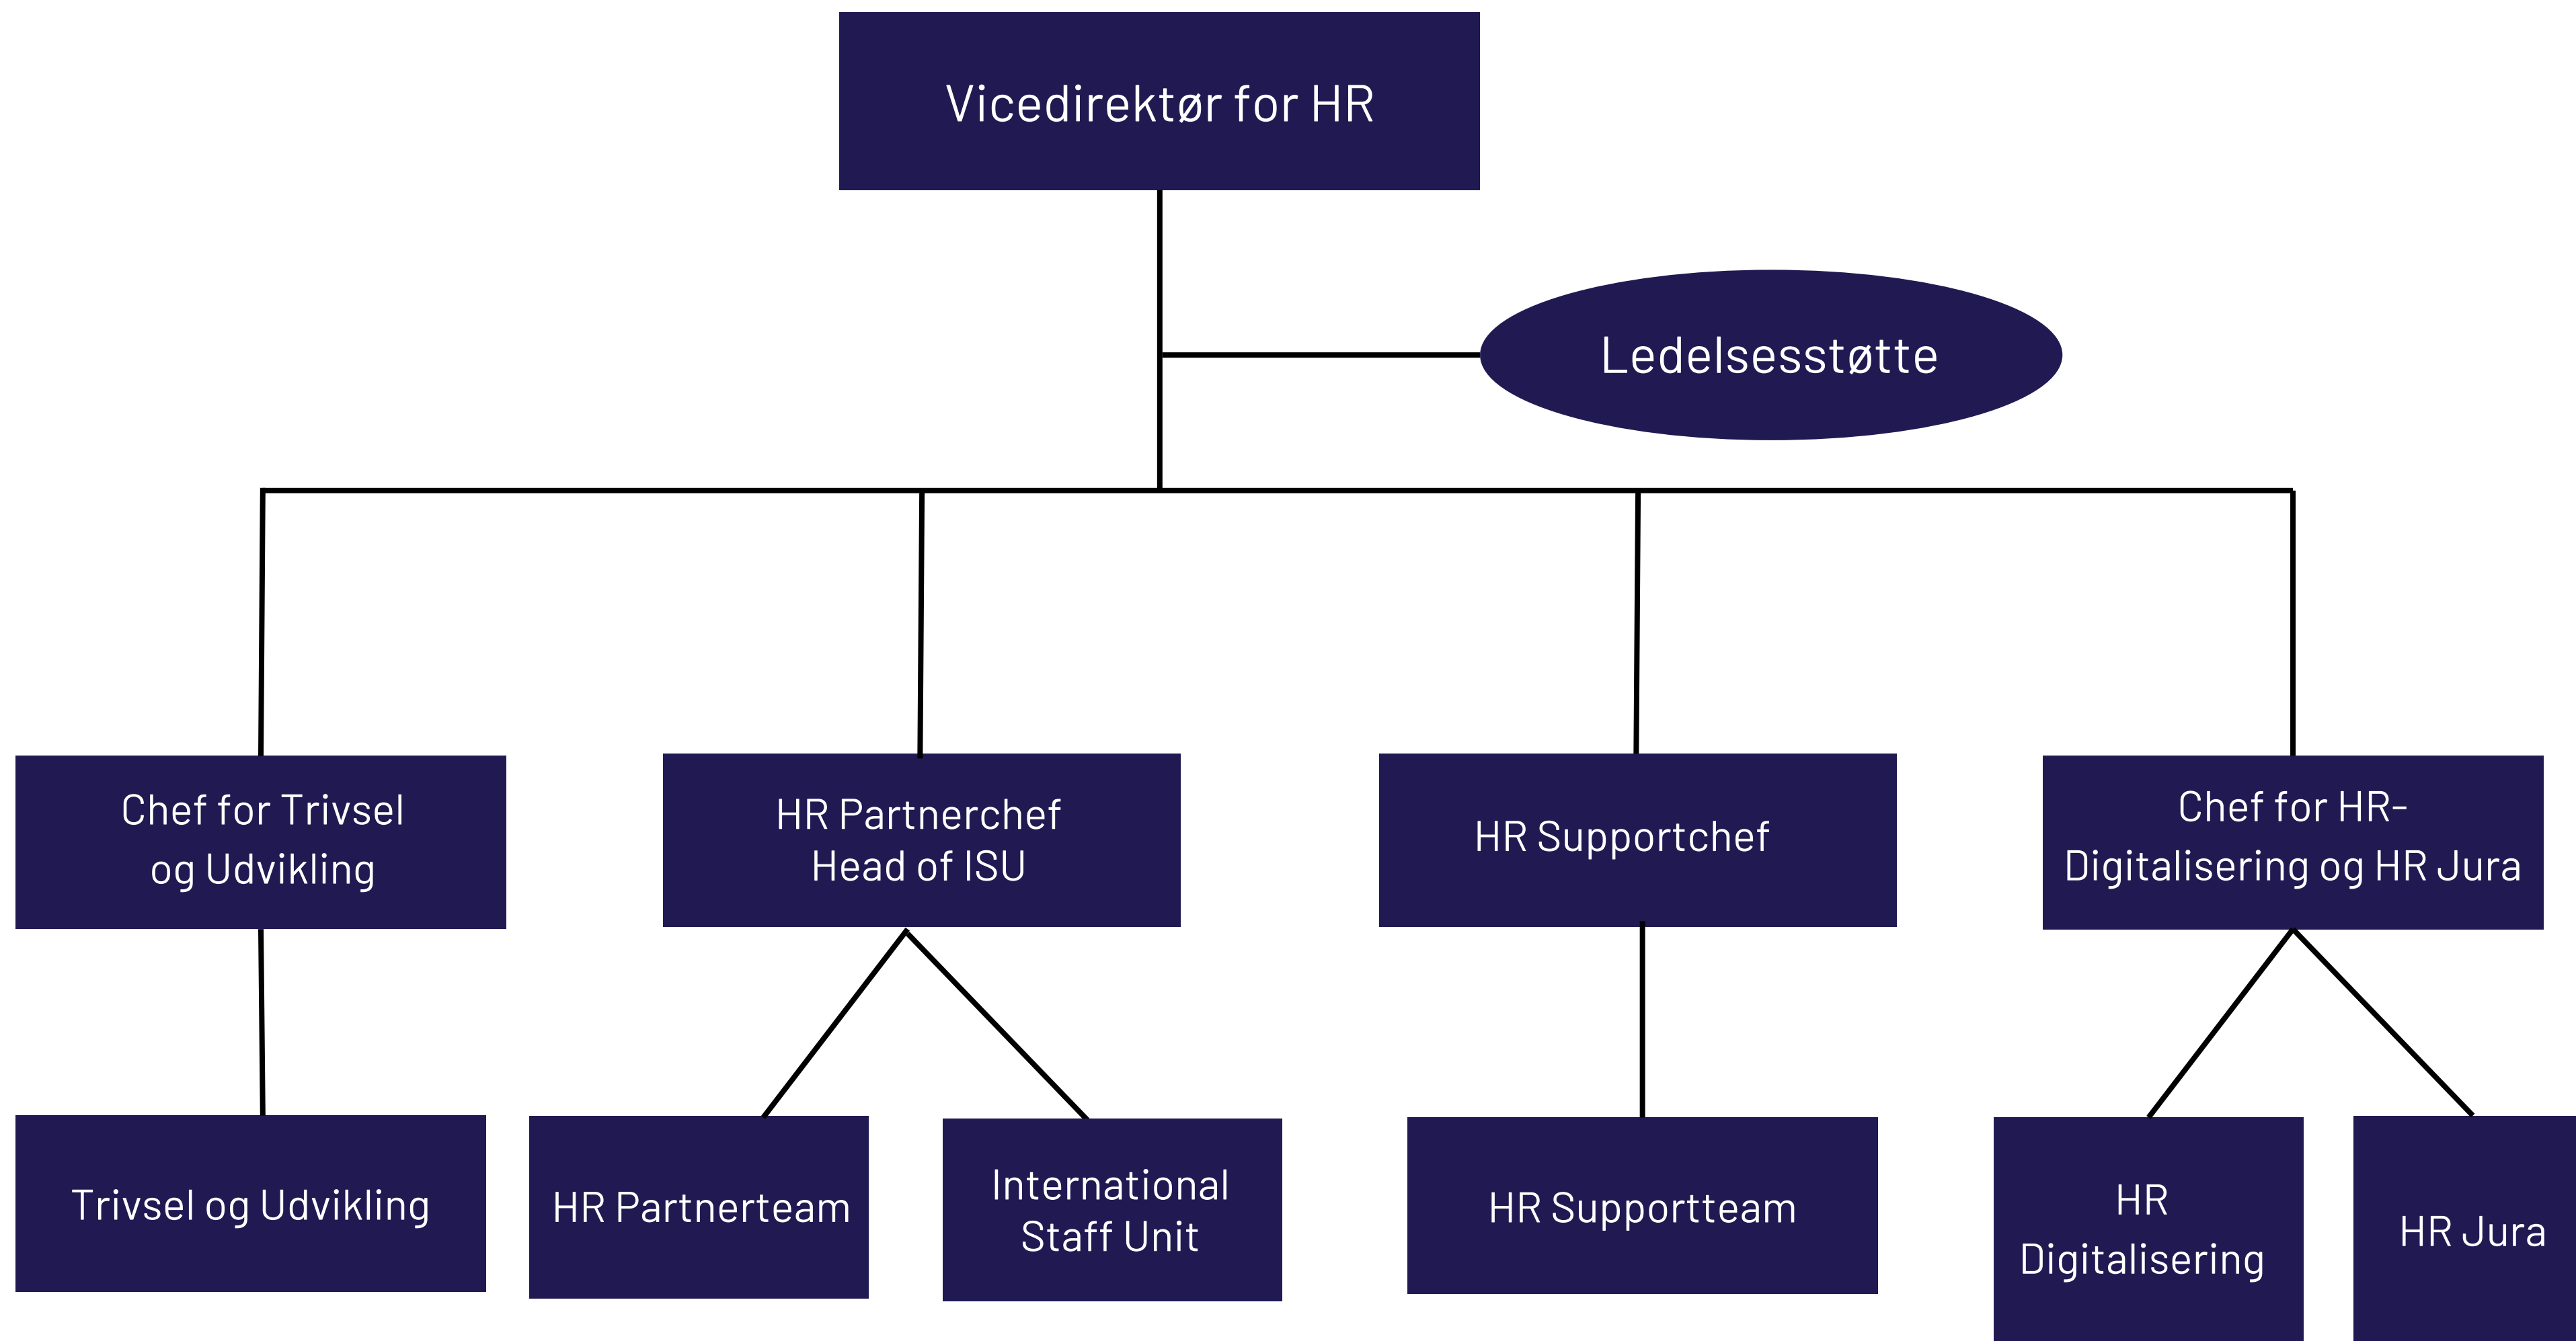 Vicedirektør for HR
Ledelsesstøtte
Chef for Trivsel
og Udvikling
HR Partnerchef
Head of ISU
HR Supportchef
Chef for HR-
Digitalisering og HR Jura
Trivsel og Udvikling
HR Partnerteam
International
Staff Unit
HR Supportteam
HR
Digitalisering
HR Jura